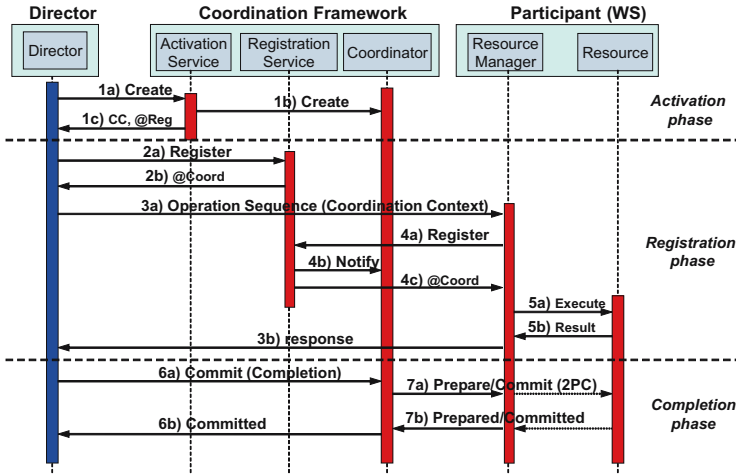 Director
Coordination Framework
Participant (WS)
Director
Activation
Service
Registration
Service
Coordinator
Resource
Manager
Resource
1a) Create
1b) Create
1c) CC, @Reg
Activation
phase
2a) Register
2b) @Coord
3a) Operation Sequence (Coordination Context)
4a) Register
4b) Notify
4c) @Coord
Registration
phase
5a) Execute
5b) Result
3b) response
6a) Commit (Completion)
7a) Prepare/Commit (2PC)
7b) Prepared/Committed
6b) Committed
Completion
phase